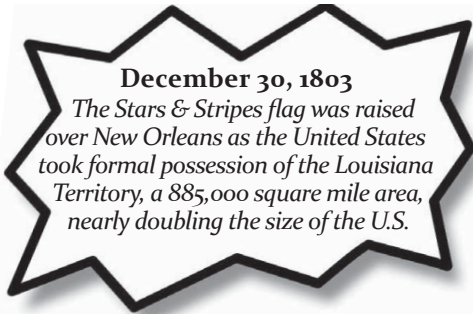 December 30, 1803
The Stars & Stripes flag was raised
over New Orleans as the United States
took formal possession of the Louisiana
Territory, a 885,000 square mile area,
nearly doubling the size of the U.S.